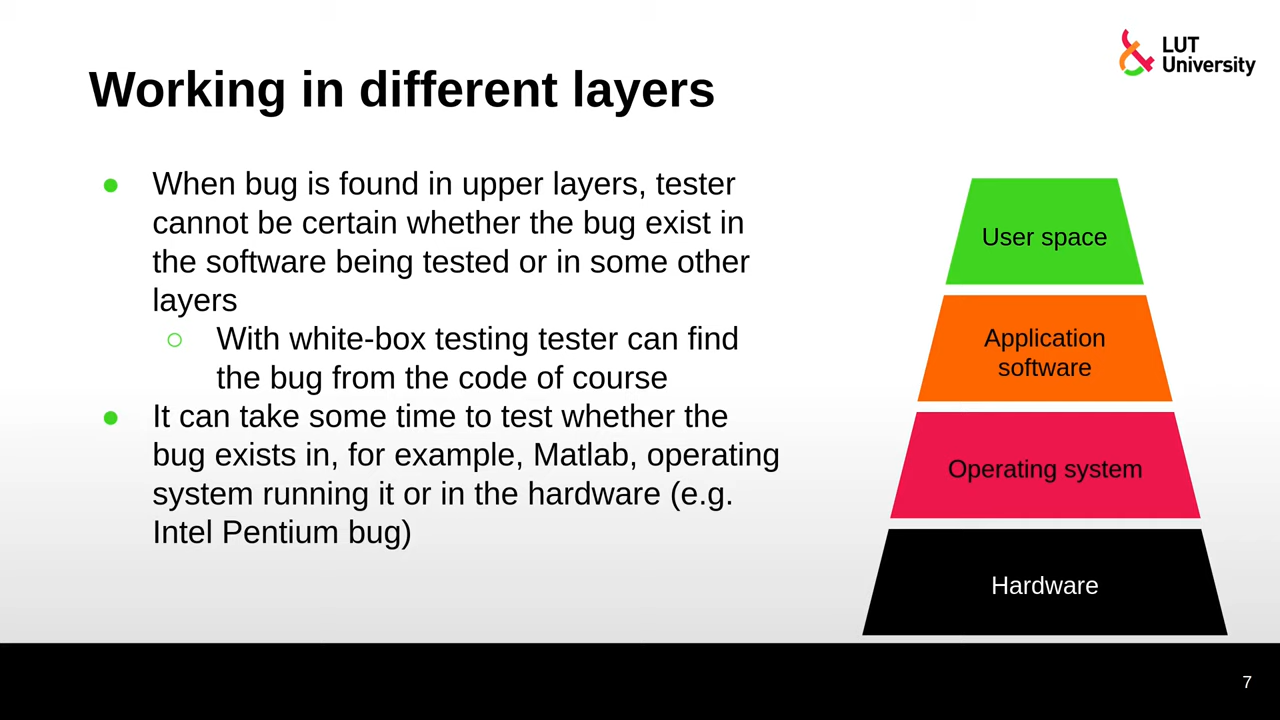 LUT
University
Working in different layers
● When bug is found in upper layers, tester
cannot be certain whether the bug exist in
the software being tested or in some other
layers
○ With white-box testing tester can find
the bug from the code of course
● It can take some time to test whether the
bug exists in, for example, Matlab, operating
system running it or in the hardware (e.g.
Intel Pentium bug)
User space
Application
software
Operating system
Hardware
7